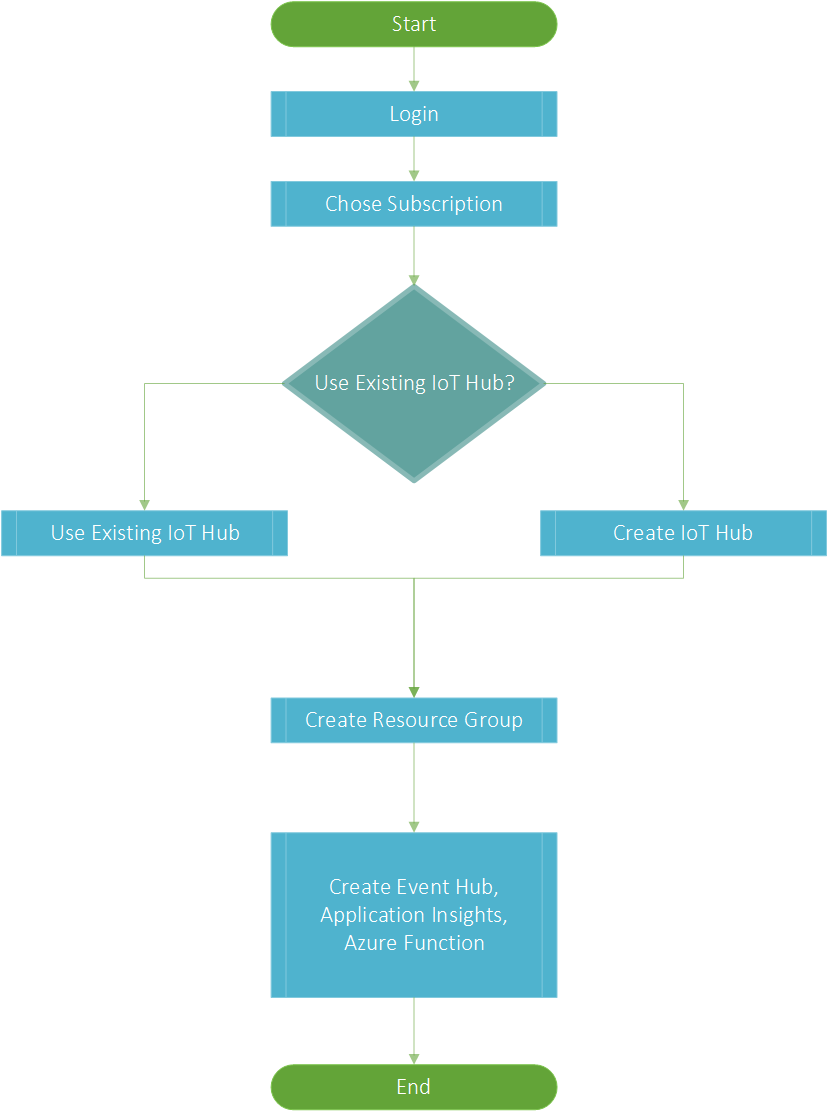 Start
Login
Chose Subscription
Use Existing IoT Hub?
Use Existing IoT Hub
Create IoT Hub
Create Resource Group
Create Event Hub,
Application Insights,
Azure Function
End